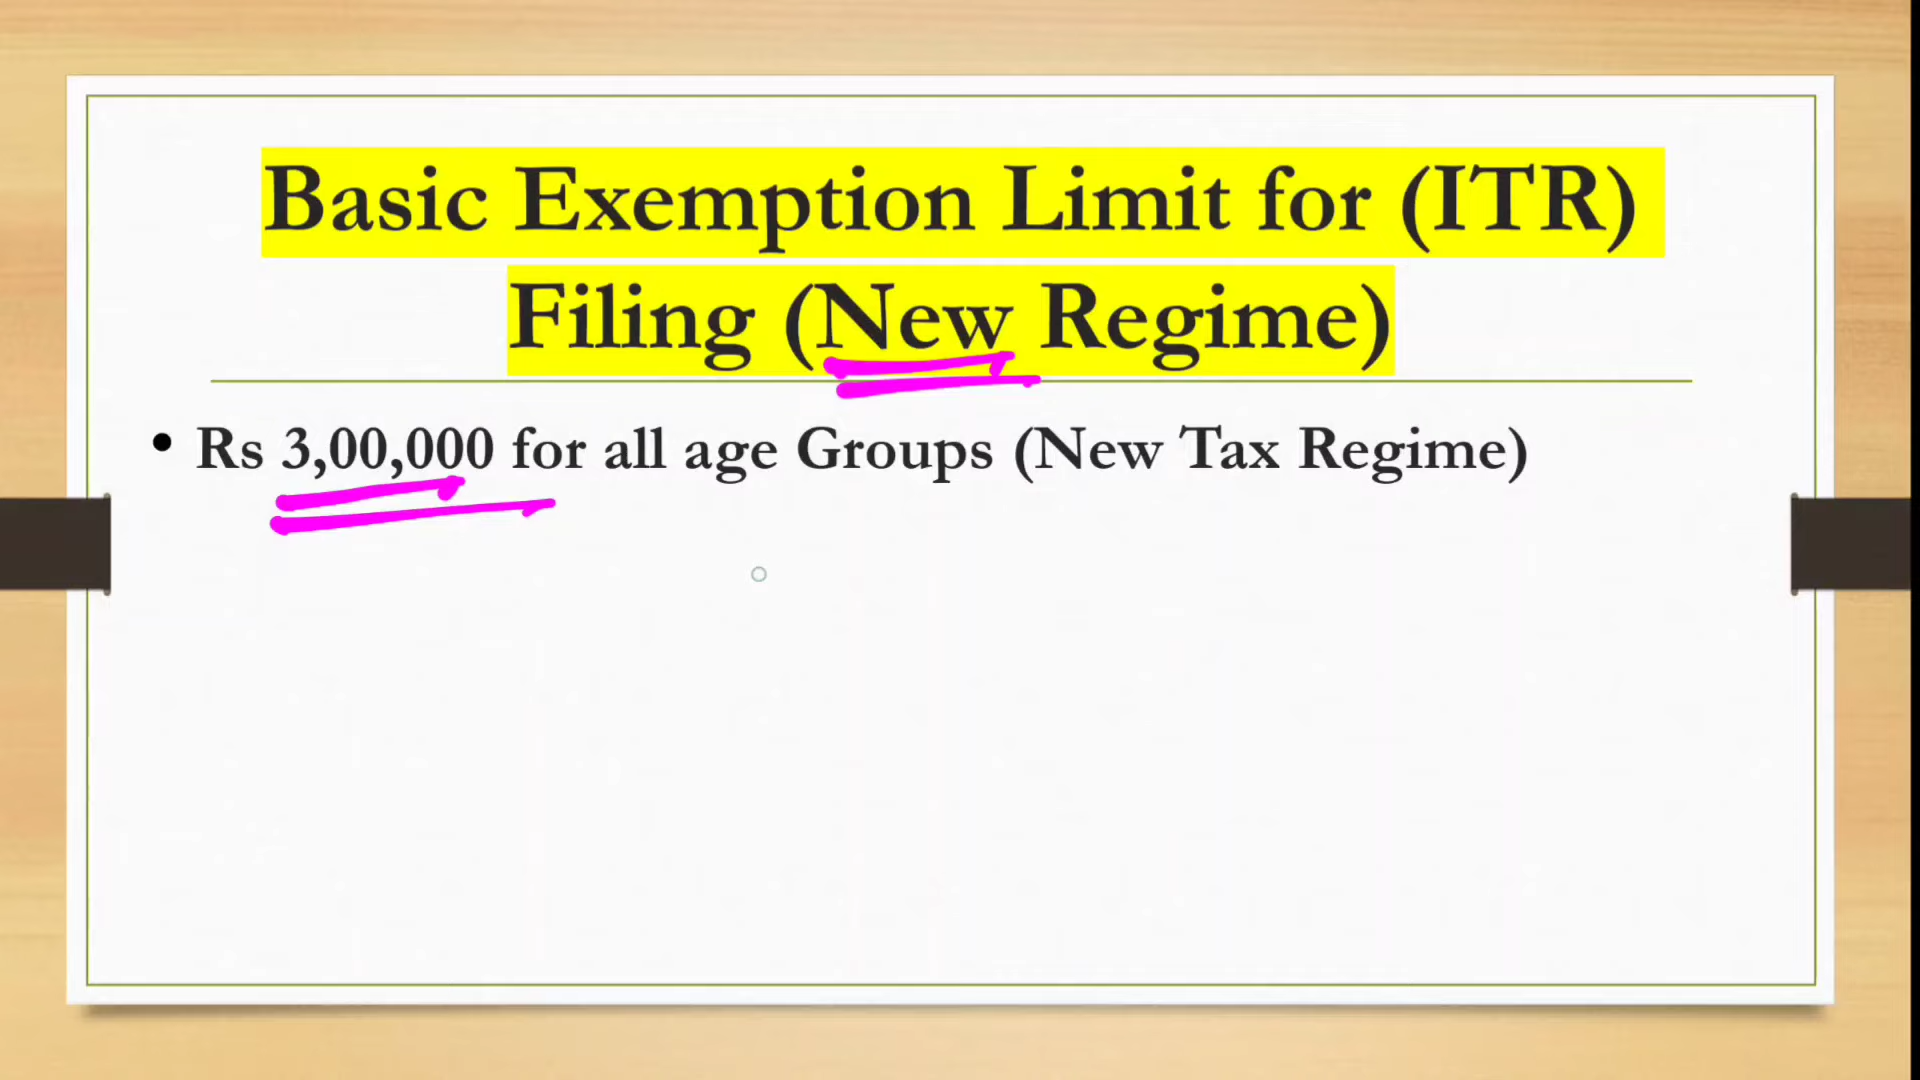 Basic Exemption Limit for (ITR)
Filing (New Regime)
• Rs 3,00,000 for all age Groups (New Tax Regime)